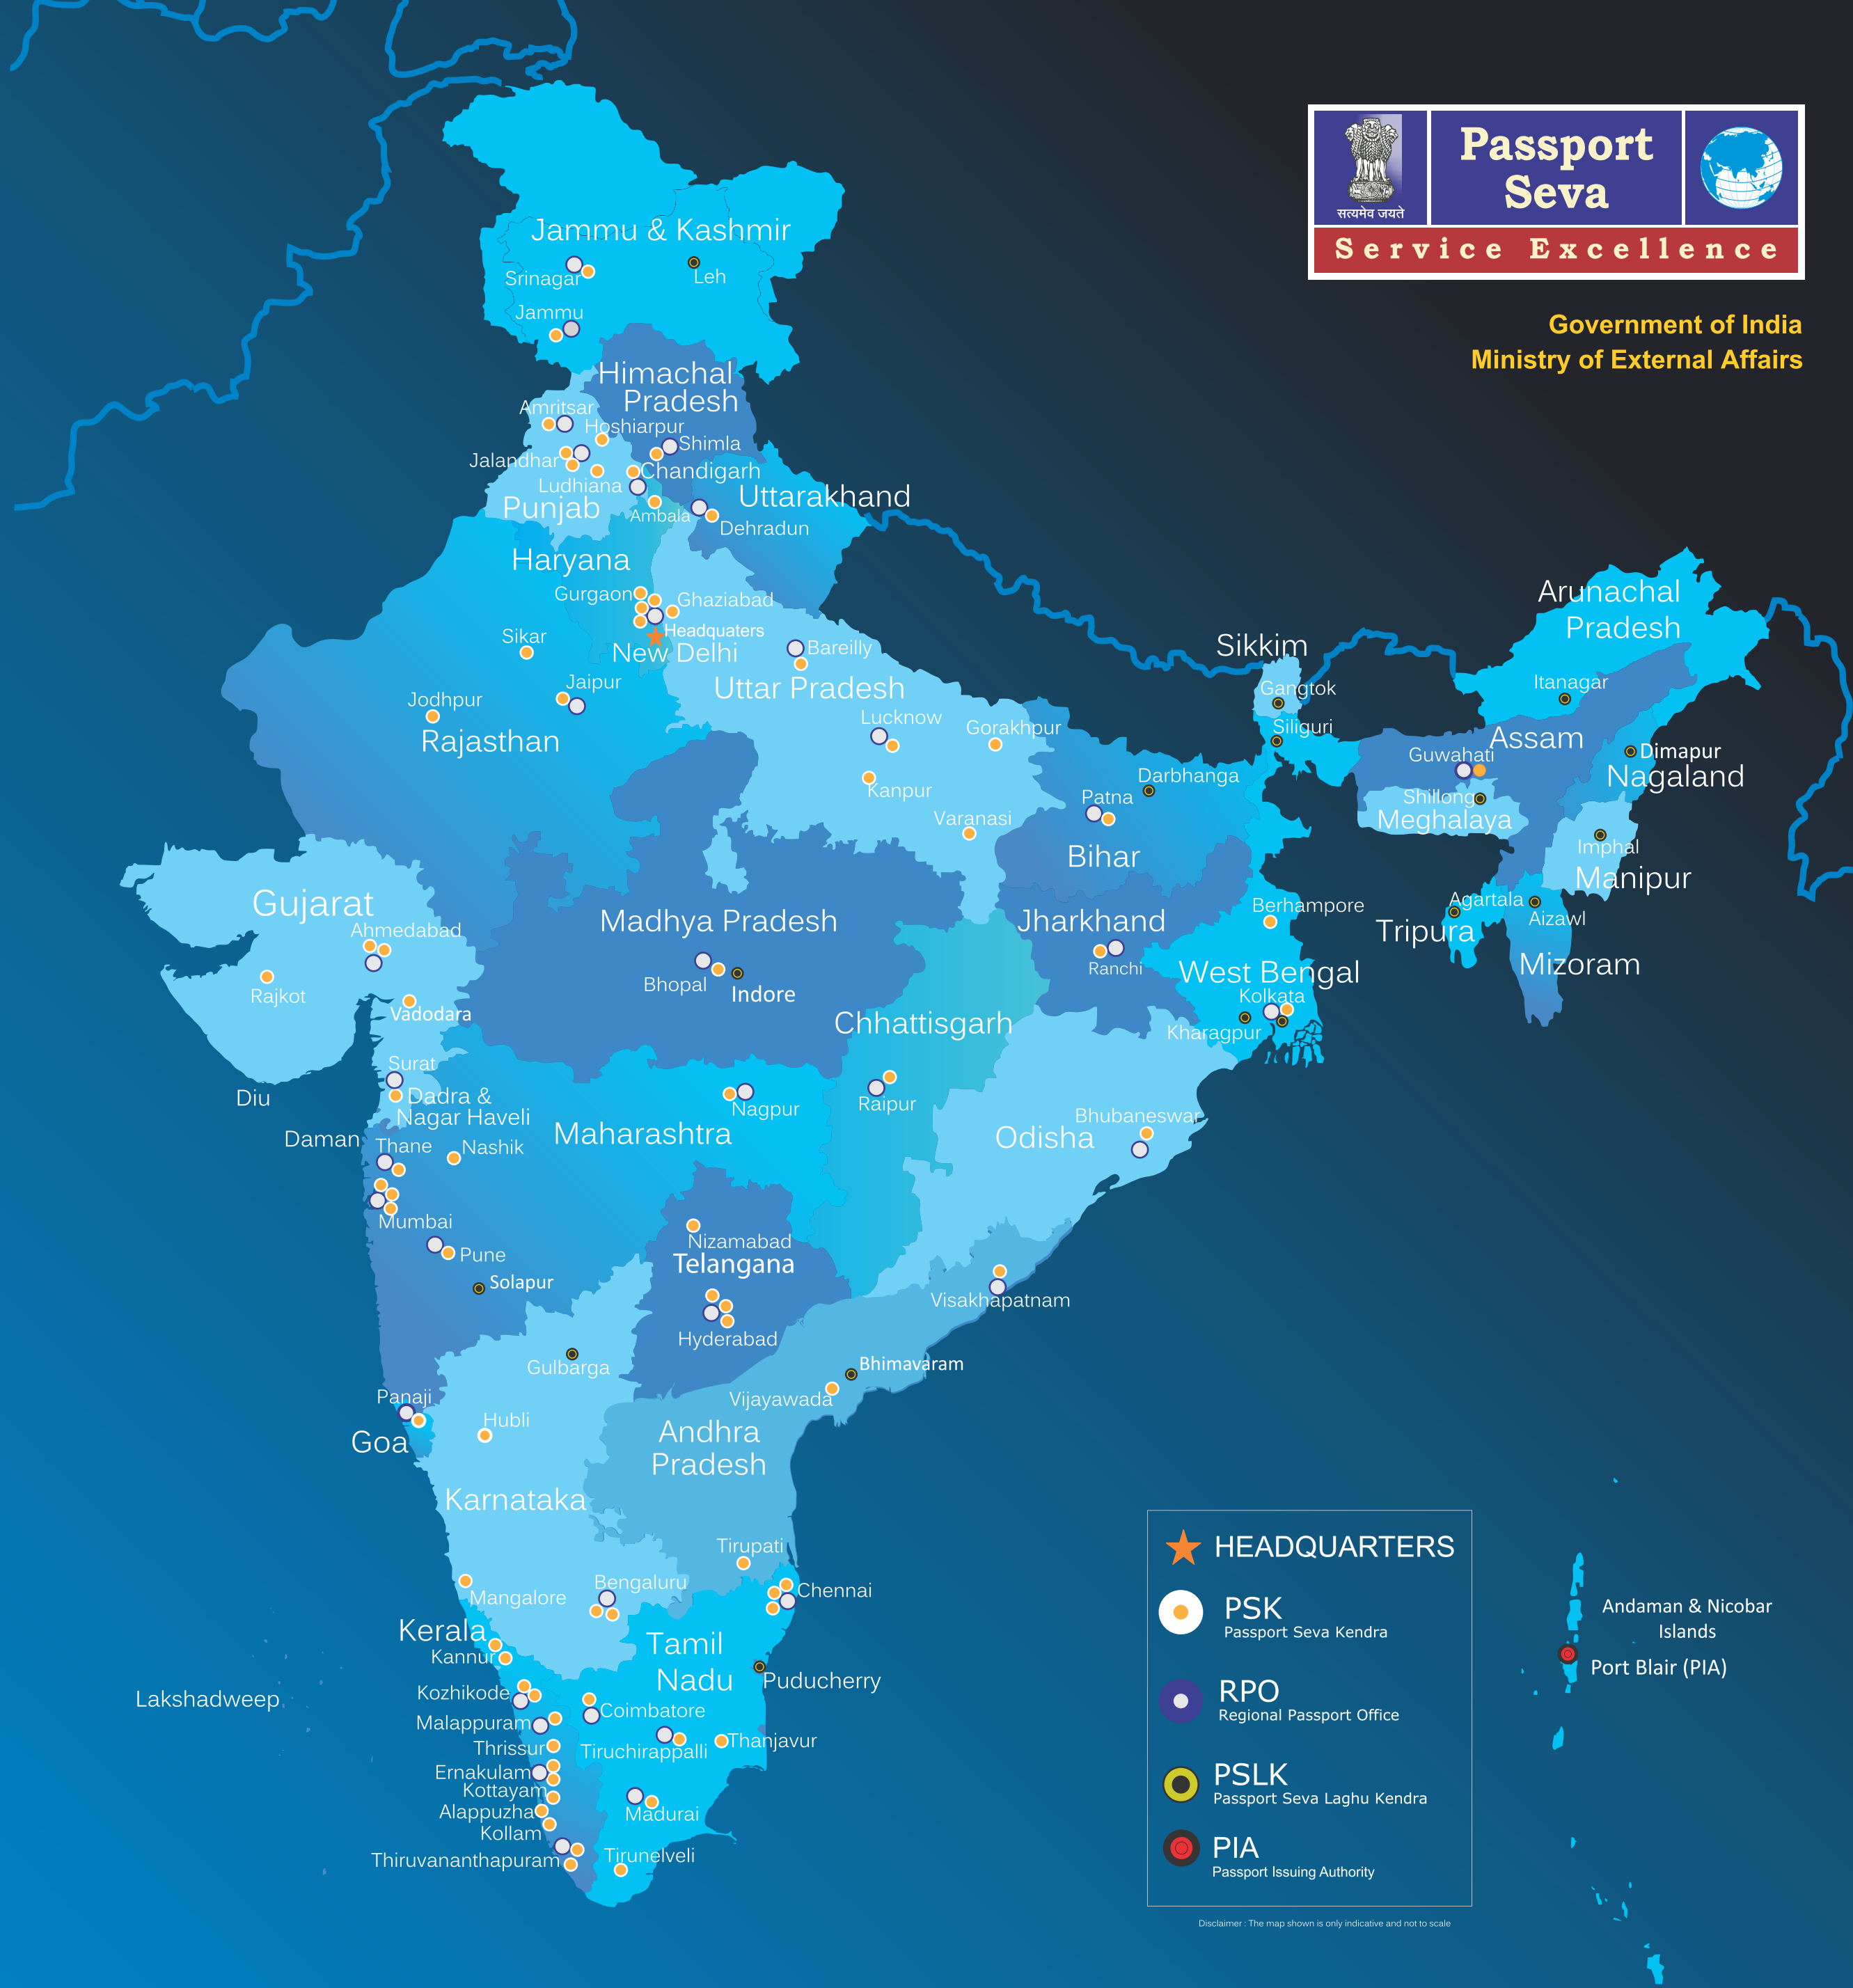 सत्यमेव जयते
Passport
Seva
Service Excellence
Government of India
Ministry of External Affairs
Jammu & Kashmir
Srinagar
Leh
Jammu
Himachal
Pradesh
Amritsar
Hoshiarpur
Shimla
Jalandhar
Chandigarh
Ludhiana
Uttarakhand
Punjab
Ambala
Dehradun
Haryana
Gurgaon
Ghaziabad
Headquaters
New Delhi
Sikar
Bareilly
Jaipur
Uttar Pradesh
Jodhpur
Lucknow
Gorakhpur
Rajasthan
Kanpur
Varanasi
Darbhanga
Patna
Bihar
Sikkim
Gangtok
Siliguri
Arunachal
Pradesh
Itanagar
Assam
Guwahati
Dimapur
Nagaland
Shillong
Meghalaya
Imphal
Manipur
Agartala
Aizawl
Tripura
Mizoram
Gujarat
Ahmedabad
Rajkot
Vadodara
Madhya Pradesh
Bhopal
Indore
Jharkhand
Ranchi
Berhampore
West Bengal
Kolkata
Kharagpur
Chhattisgarh
Surat
Diu
Dadra &
Nagar Haveli
Nagpur
Raipur
Bhubaneswar
Odisha
Daman
Thane
Nashik
Maharashtra
Mumbai
Pune
Solapur
Nizamabad
Telangana
Hyderabad
Visakhapatnam
Gulbarga
Bhimavaram
Vijayawada
Panaji
Goa
Hubli
Andhra
Pradesh
Karnataka
Tirupati
Mangalore
Bengaluru
Chennai
Kerala
Kannur
Tamil
Nadu
Puducherry
Lakshadweep
Kozhikode
Coimbatore
Malappuram
Tiruchirappalli
Thanjavur
Thrissur
Ernakulam
Kottayam
Alappuzha
Madurai
Kollam
Thiruvananthapuram
Tirunelveli
HEADQUARTERS
PSK
Passport Seva Kendra
RPO
Regional Passport Office
PSLK
Passport Seva Laghu Kendra
PIA
Passport Issuing Authority
Disclaimer : The map shown is only indicative and not to scale
Andaman & Nicobar
Islands
Port Blair (PIA)